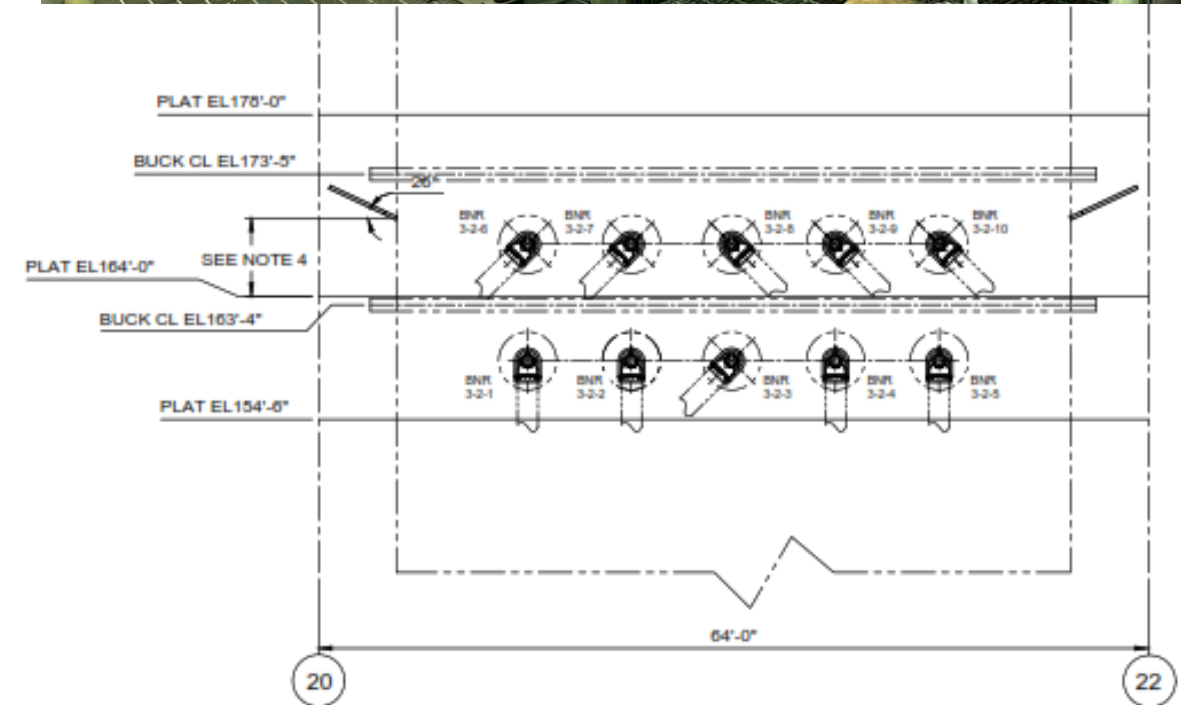 PLAT EL178'-0"
BUCK CL EL173'-5"
26°
BNR
3-2-6
BNR
3-2-7
BNR
3-2-8
BNR
3-2-9
BNR
3-2-10
SEE NOTE 4
PLAT EL164'-0"
BUCK CL EL163'-4"
BNR
3-2-1
BNR
3-2-2
BNR
3-2-3
BNR
3-2-4
BNR
3-2-5
PLAT EL154'-6"
64'-0"
20
22